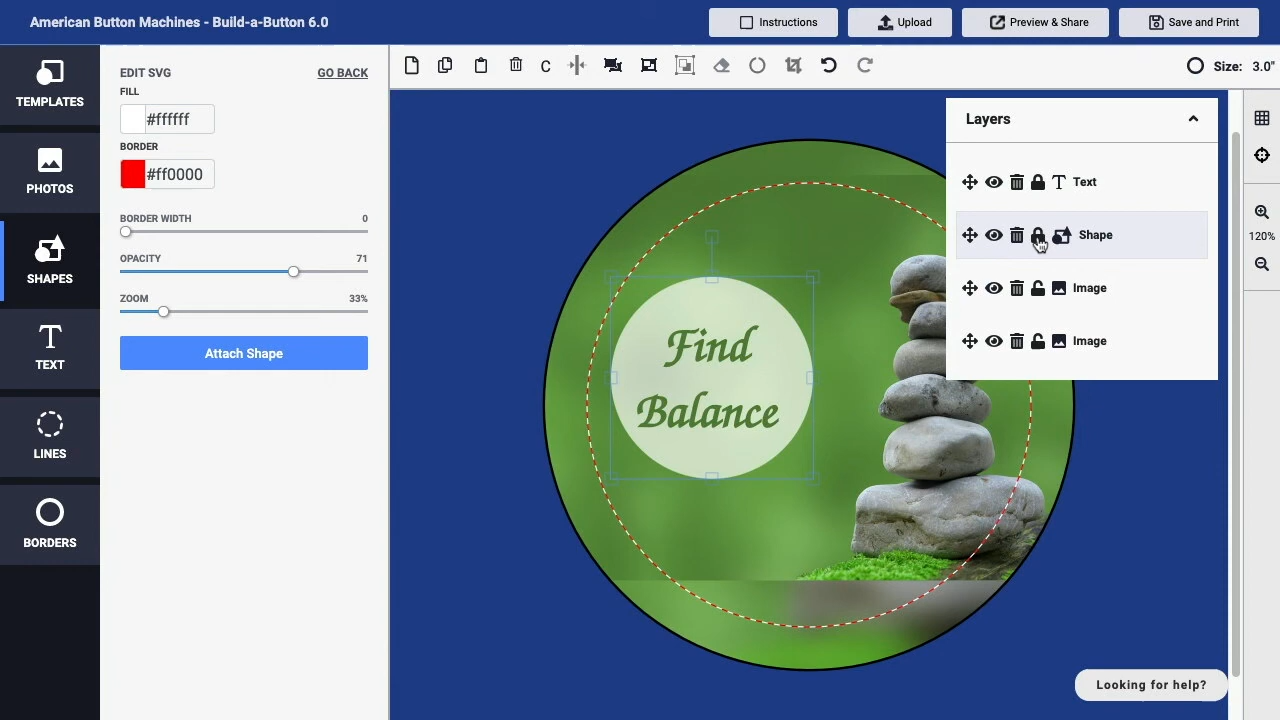 American Button Machines - Build-a-Button 6.0
Instructions
Upload
Preview & Share
Save and Print
TEMPLATES
PHOTOS
SHAPES
TEXT
LINES
BORDERS
EDIT SVG
GO BACK
FILL
#ffffff
BORDER
#ff0000
BORDER WIDTH 0
OPACITY 71
ZOOM 33%
Attach Shape
C
Size: 3.0"
Layers
Text
Shape
Image
Image
120%
Find
Balance
Looking for help?